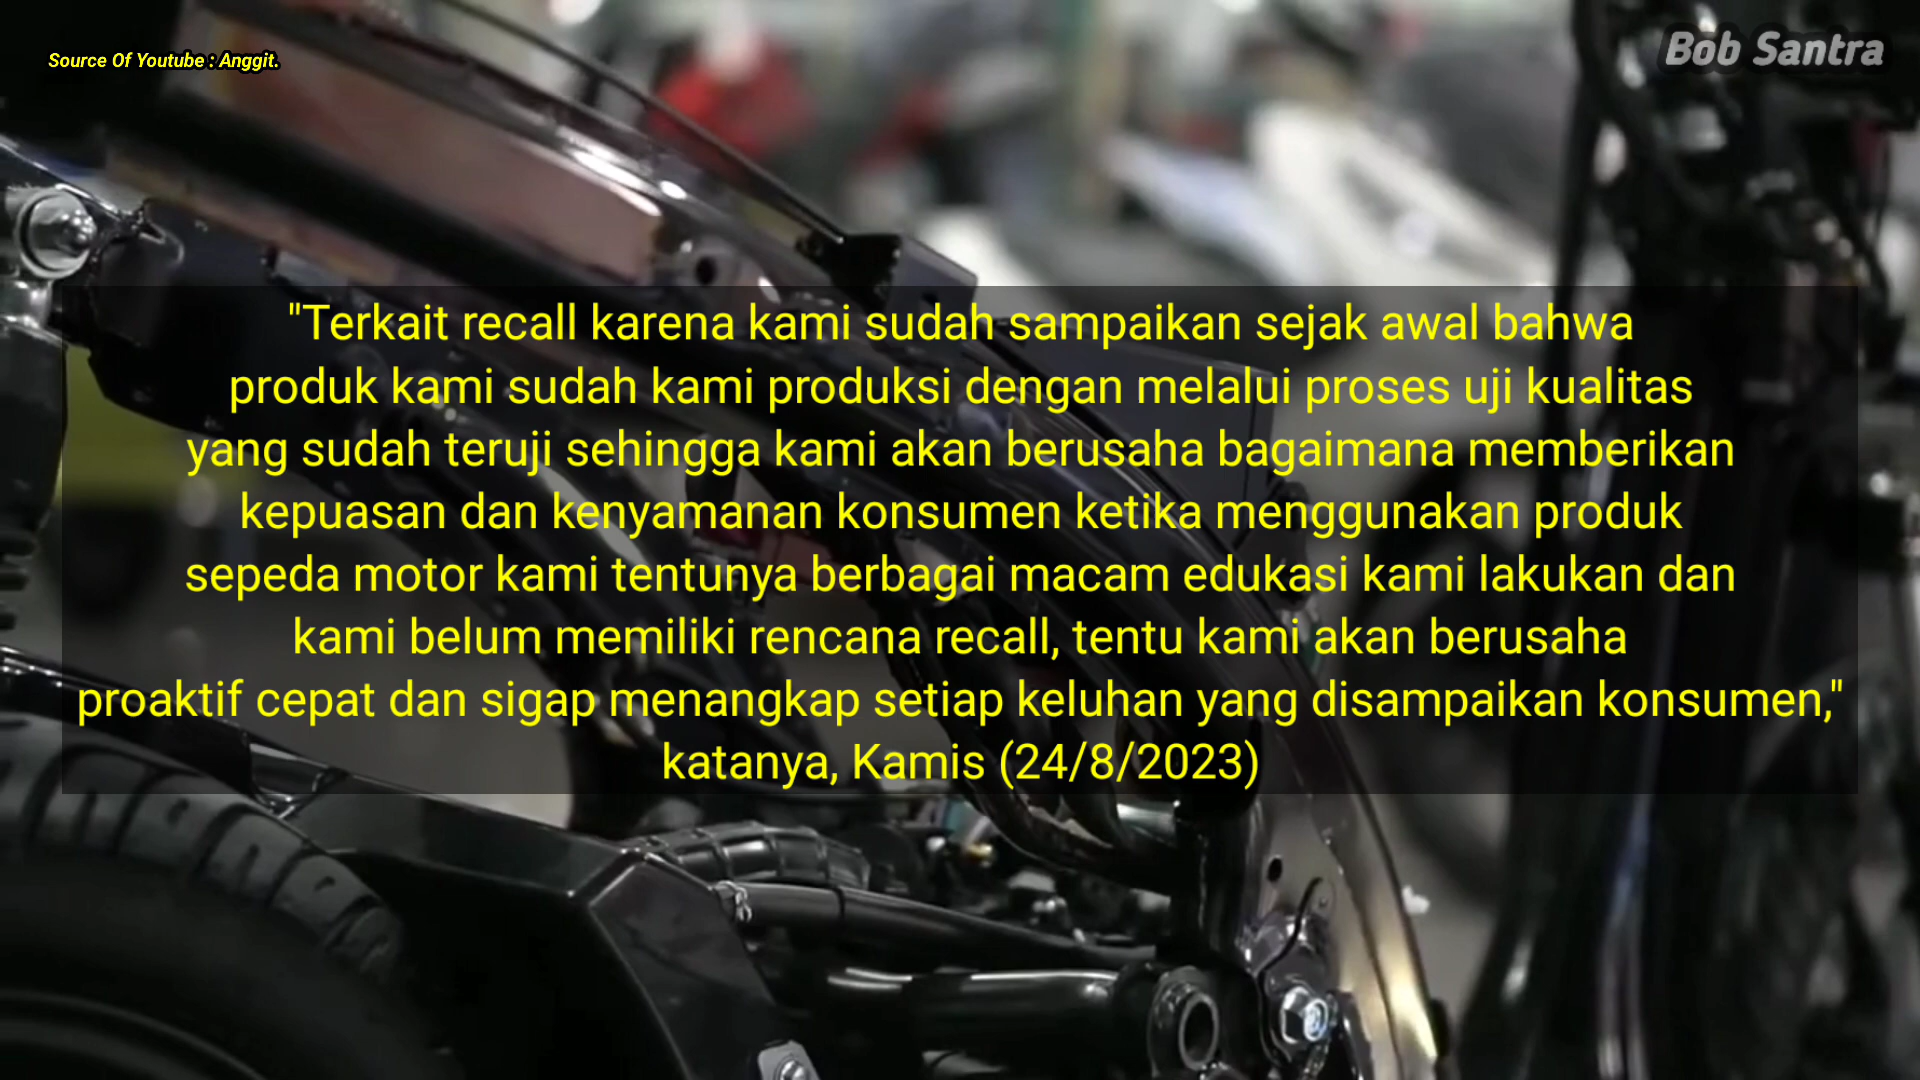 Source Of Youtube : Anggit.
Bob Santra
"Terkait recall karena kami sudah sampaikan sejak awal bahwa
produk kami sudah kami produksi dengan melalui proses uji kualitas
yang sudah teruji sehingga kami akan berusaha bagaimana memberikan
kepuasan dan kenyamanan konsumen ketika menggunakan produk
sepeda motor kami tentunya berbagai macam edukasi kami lakukan dan
kami belum memiliki rencana recall, tentu kami akan berusaha
proaktif cepat dan sigap menangkap setiap keluhan yang disampaikan konsumen,"
katanya, Kamis (24/8/2023)